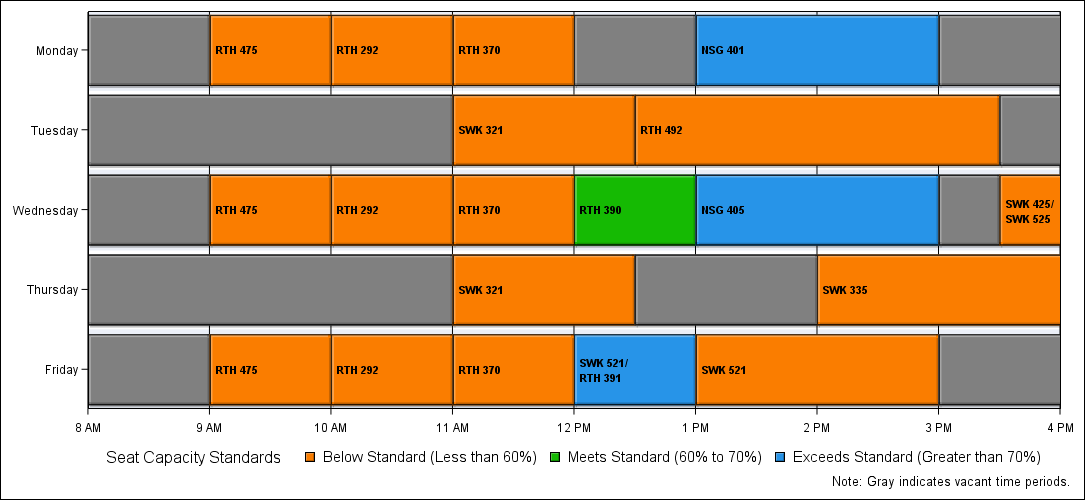 Monday
RTH 475
RTH 292
RTH 370
NSG 401
Tuesday
SWK 321
RTH 492
Wednesday
RTH 475
RTH 292
RTH 370
RTH 390
NSG 405
SWK 425/
SWK 525
Thursday
SWK 321
SWK 335
Friday
RTH 475
RTH 292
RTH 370
SWK 521/
RTH 391
SWK 521
8 AM 9 AM 10 AM 11 AM 12 PM 1 PM 2 PM 3 PM 4 PM
Seat Capacity Standards Below Standard (Less than 60%) Meets Standard (60% to 70%) Exceeds Standard (Greater than 70%)
Note: Gray indicates vacant time periods.